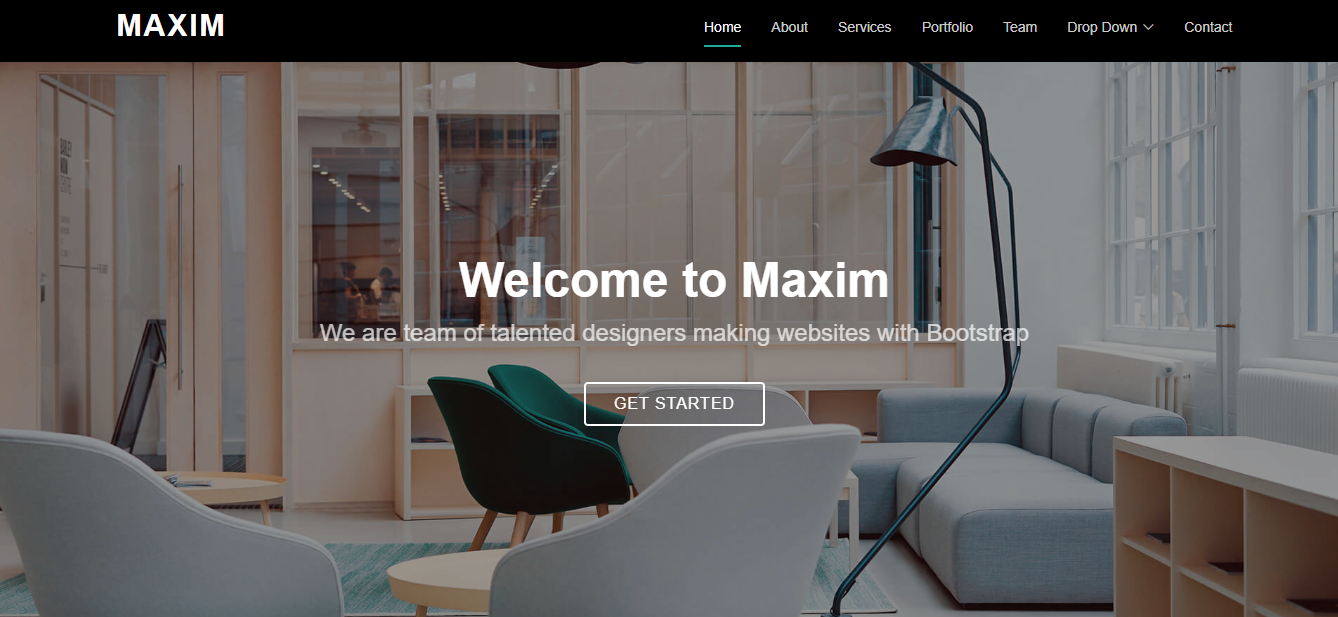 MAXIM
Home About Services Portfolio Team Drop Down Contact
Welcome to Maxim
We are team of talented designers making websites with Bootstrap
GET STARTED